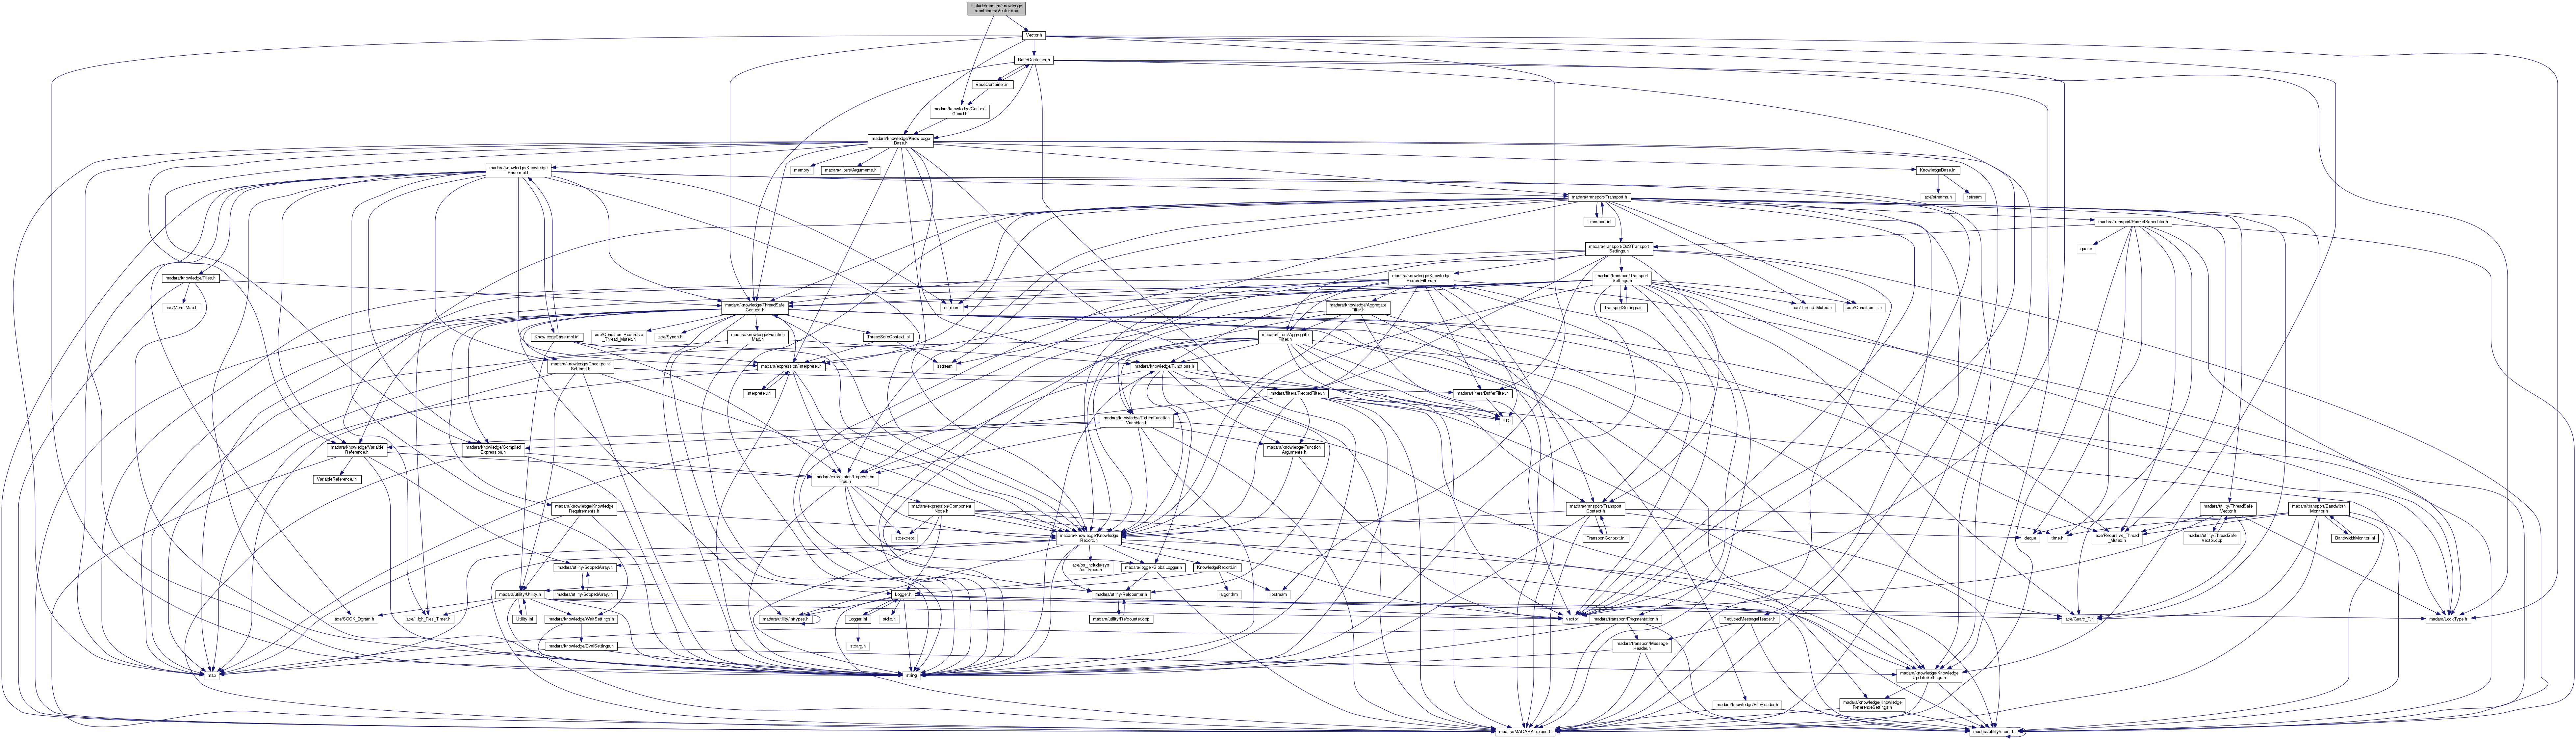 include/madara/knowledge
/containers/Vector.cpp
Vector.h
BaseContainer.h
BaseContainer.inl
madara/knowledge/Context
Guard.h
madara/knowledge/Knowledge
Base.h
madara/knowledge/Knowledge
BaseImpl.h
memory
madara/filters/Arguments.h
KnowledgeBase.inl
ace/streams.h
fstream
madara/transport/Transport.h
Transport.inl
madara/transport/PacketScheduler.h
queue
madara/transport/QoSTransport
Settings.h
madara/knowledge/Files.h
ace/Mem_Map.h
madara/knowledge/Knowledge
RecordFilters.h
madara/transport/Transport
Settings.h
madara/knowledge/ThreadSafe
Context.h
sstream
madara/knowledge/Aggregate
Filter.h
TransportSettings.inl
ace/Thread_Mutex.h
ace/Condition_T.h
KnowledgeBaseImpl.inl
ace/Condition_Recursive
_Thread_Mutex.h
ace/Synch.h
madara/knowledge/Function
Map.h
ThreadSafeContext.inl
madara/filters/Aggregate
Filter.h
madara/knowledge/Checkpoint
Settings.h
madara/expression/Interpreter.h
sstream
madara/knowledge/Functions.h
Interpreter.inl
madara/filters/RecordFilter.h
madara/filters/BufferFilter.h
madara/knowledge/ExternFunction
Variables.h
list
madara/knowledge/Variable
Reference.h
madara/knowledge/Compiled
Expression.h
madara/knowledge/Function
Arguments.h
VariableReference.inl
madara/expression/Expression
Tree.h
madara/knowledge/Knowledge
Requirements.h
madara/expression/Component
Node.h
madara/transport/Transport
Context.h
madara/utility/ThreadSafe
Vector.h
madara/transport/Bandwidth
Monitor.h
stdexcept
madara/knowledge/Knowledge
Record.h
TransportContext.inl
deque
time.h
ace/Recursive_Thread
_Mutex.h
madara/utility/ThreadSafe
Vector.cpp
BandwidthMonitor.inl
madara/utility/ScopedArray.h
ace/os_include/sys
/os_types.h
madara/logger/GlobalLogger.h
KnowledgeRecord.inl
madara/utility/Utility.h
madara/utility/ScopedArray.inl
Logger.h
madara/utility/Refcounter.h
algorithm
iostream
ace/SOCK_Dgram.h
ace/High_Res_Timer.h
Utility.inl
madara/knowledge/WaitSettings.h
madara/utility/inttypes.h
Logger.inl
stdio.h
madara/utility/Refcounter.cpp
vector
madara/transport/Fragmentation.h
ReducedMessageHeader.h
ace/Guard_T.h
madara/LockType.h
madara/knowledge/EvalSettings.h
stdarg.h
madara/transport/Message
Header.h
map
string
madara/knowledge/Knowledge
UpdateSettings.h
madara/knowledge/FileHeader.h
madara/knowledge/Knowledge
ReferenceSettings.h
madara/MADARA_export.h
madara/utility/stdint.h